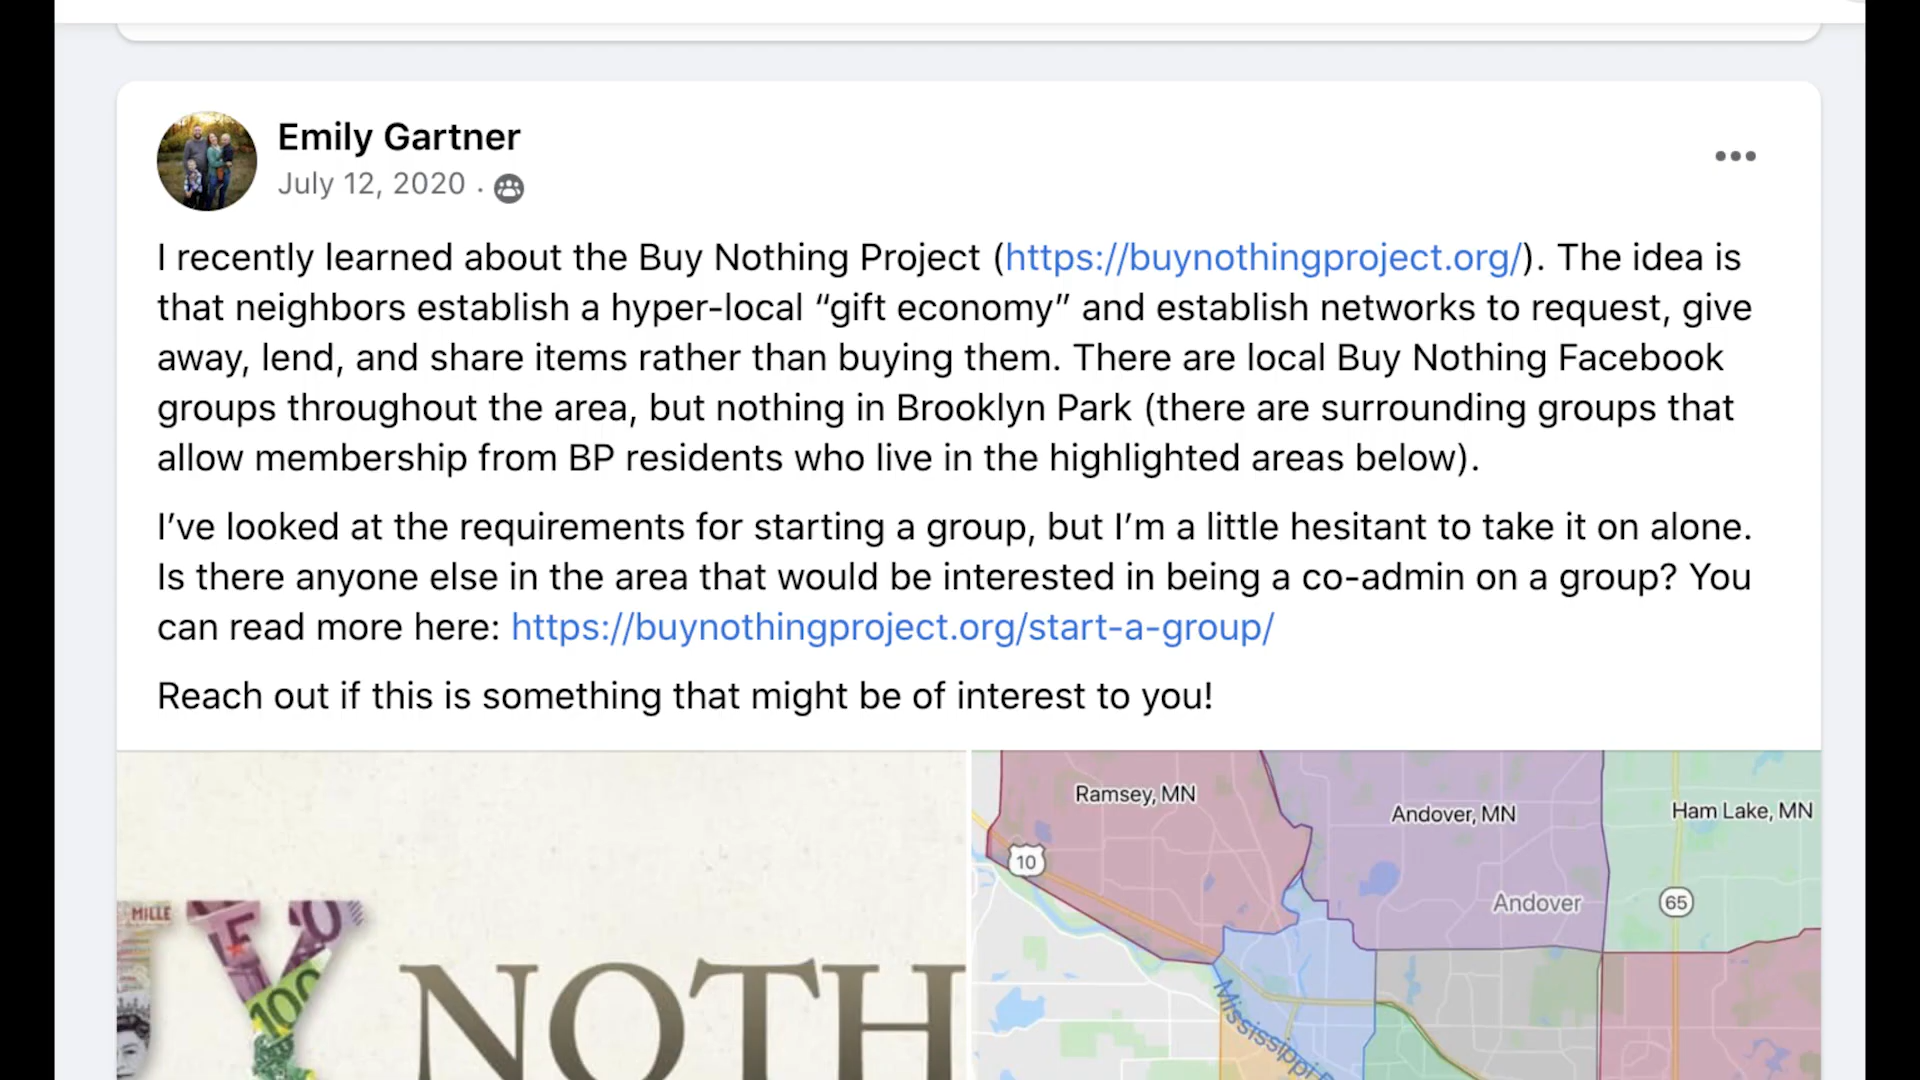 Emily Gartner
July 12, 2020 ·
I recently learned about the Buy Nothing Project (https://buynothingproject.org/). The idea is
that neighbors establish a hyper-local “gift economy” and establish networks to request, give
away, lend, and share items rather than buying them. There are local Buy Nothing Facebook
groups throughout the area, but nothing in Brooklyn Park (there are surrounding groups that
allow membership from BP residents who live in the highlighted areas below).
I’ve looked at the requirements for starting a group, but I’m a little hesitant to take it on alone.
Is there anyone else in the area that would be interested in being a co-admin on a group? You
can read more here: https://buynothingproject.org/start-a-group/
Reach out if this is something that might be of interest to you!
MILLE
Y NOTH
100
Ramsey, MN
Andover, MN
Ham Lake, MN
10
Andover
65
Mississippi